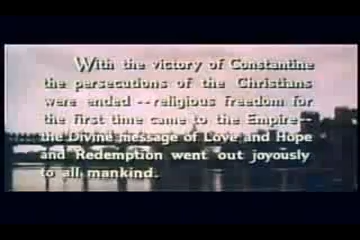 With the victory of Constantine
the persecutions of the Christians
were ended--religious freedom for
the first time came to the Empire--
the Divine message of Love and Hope
and Redemption went out joyously
to all mankind.